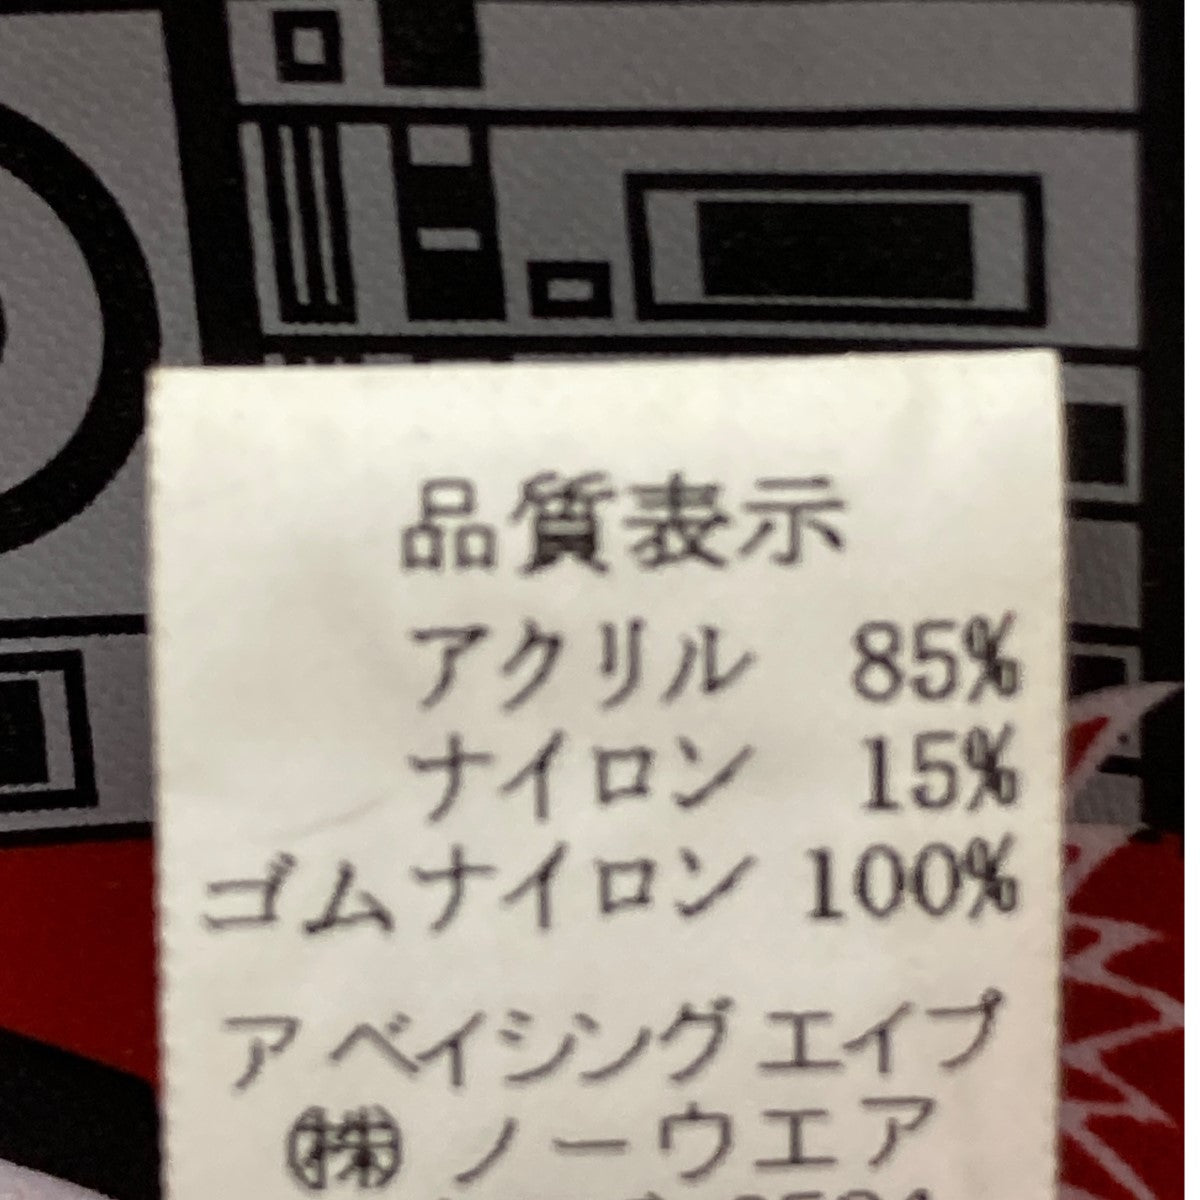 品質表示
アクリル 85%
ナイロン 15%
ゴムナイロン 100%
ア ベイシング エイプ
㈱ ノーウエア